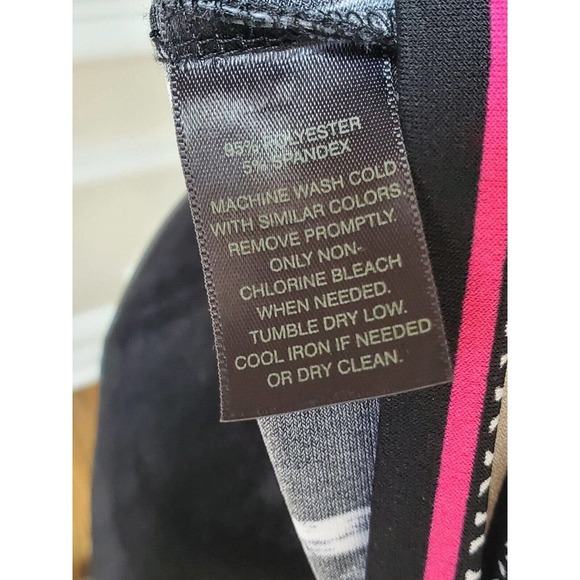 95% POLYESTER
5% SPANDEX
MACHINE WASH COLD
WITH SIMILAR COLORS.
REMOVE PROMPTLY.
ONLY NON-
CHLORINE BLEACH
WHEN NEEDED.
TUMBLE DRY LOW.
COOL IRON IF NEEDED
OR DRY CLEAN.